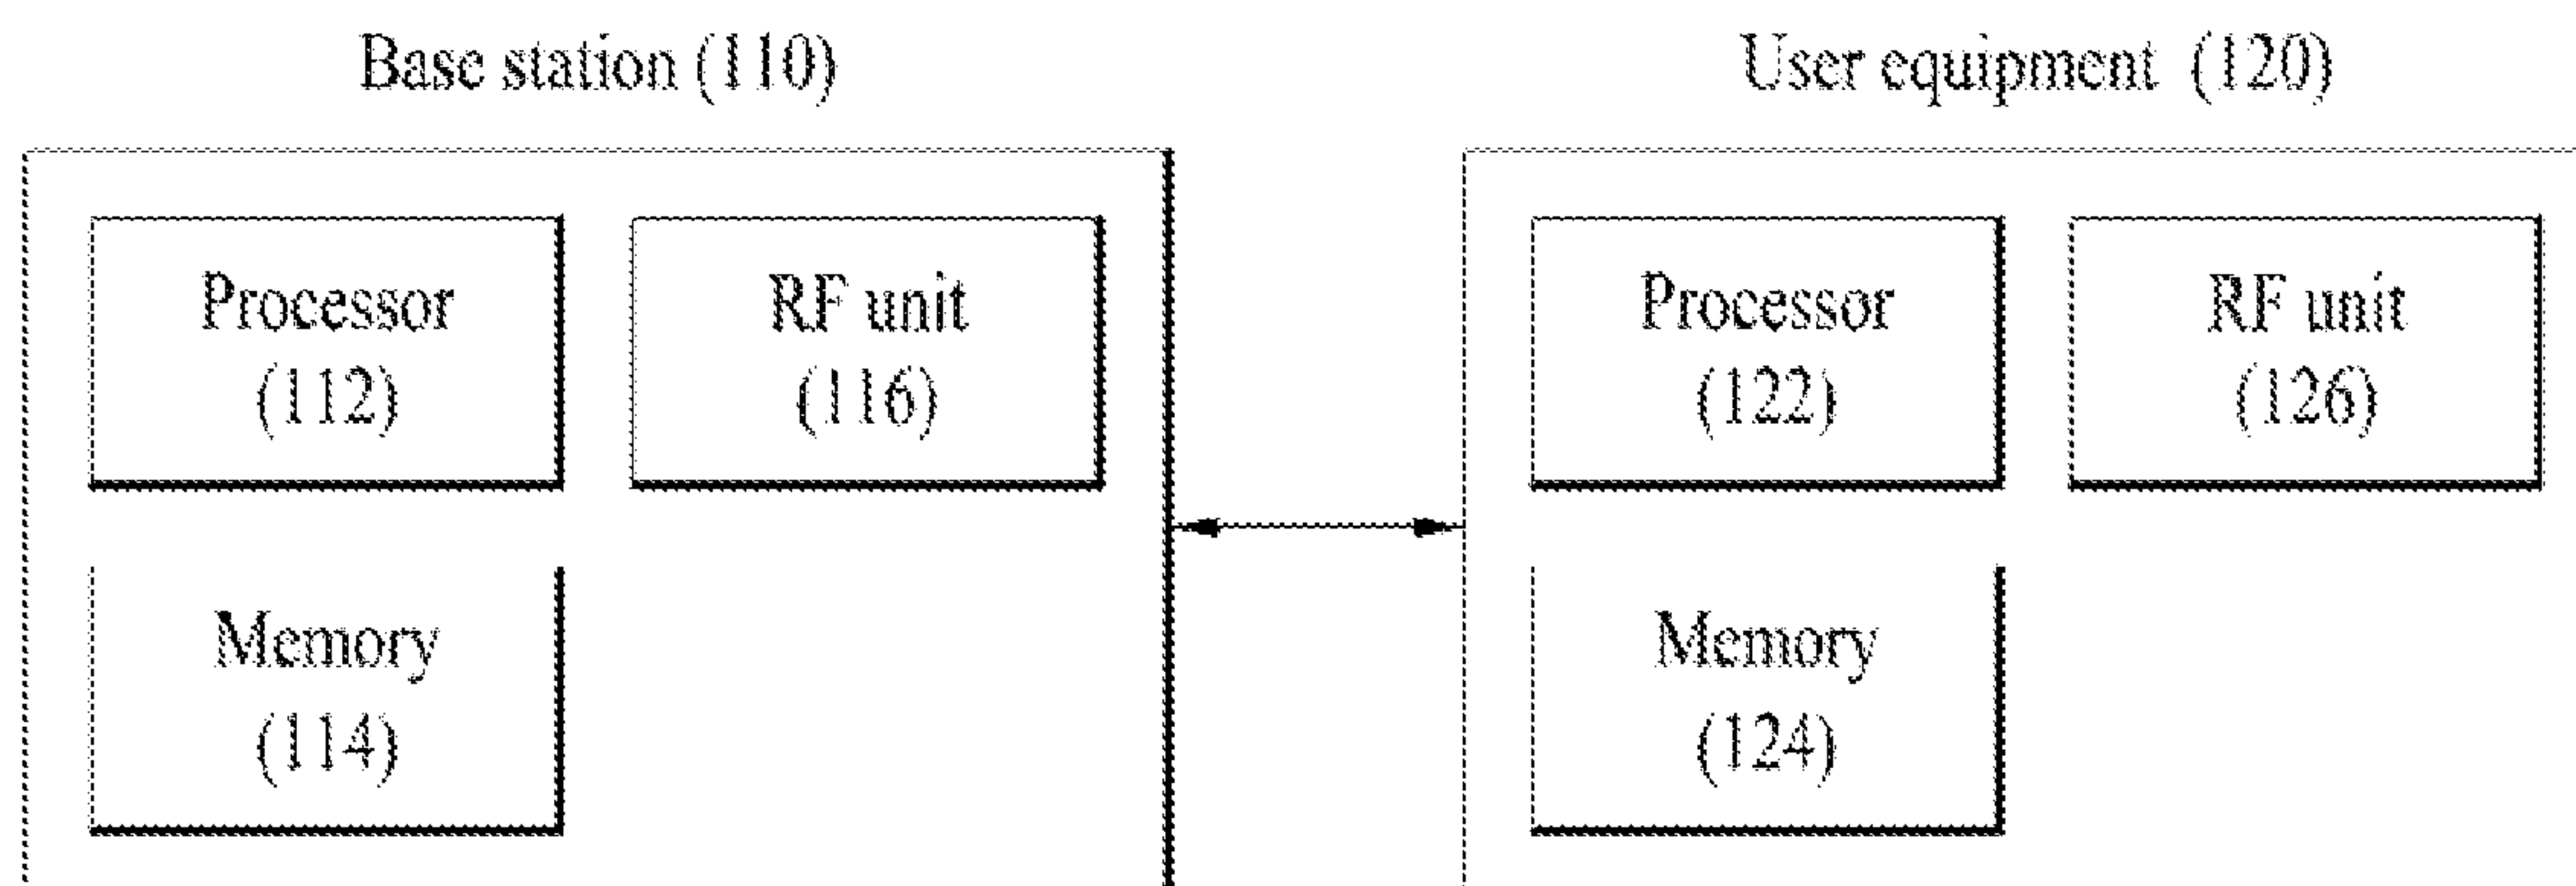 Base station (110)
User equipment (120)
Processor
(112)
RF unit
(116)
Processor
(122)
RF unit
(126)
Memory
(114)
Memory
(124)